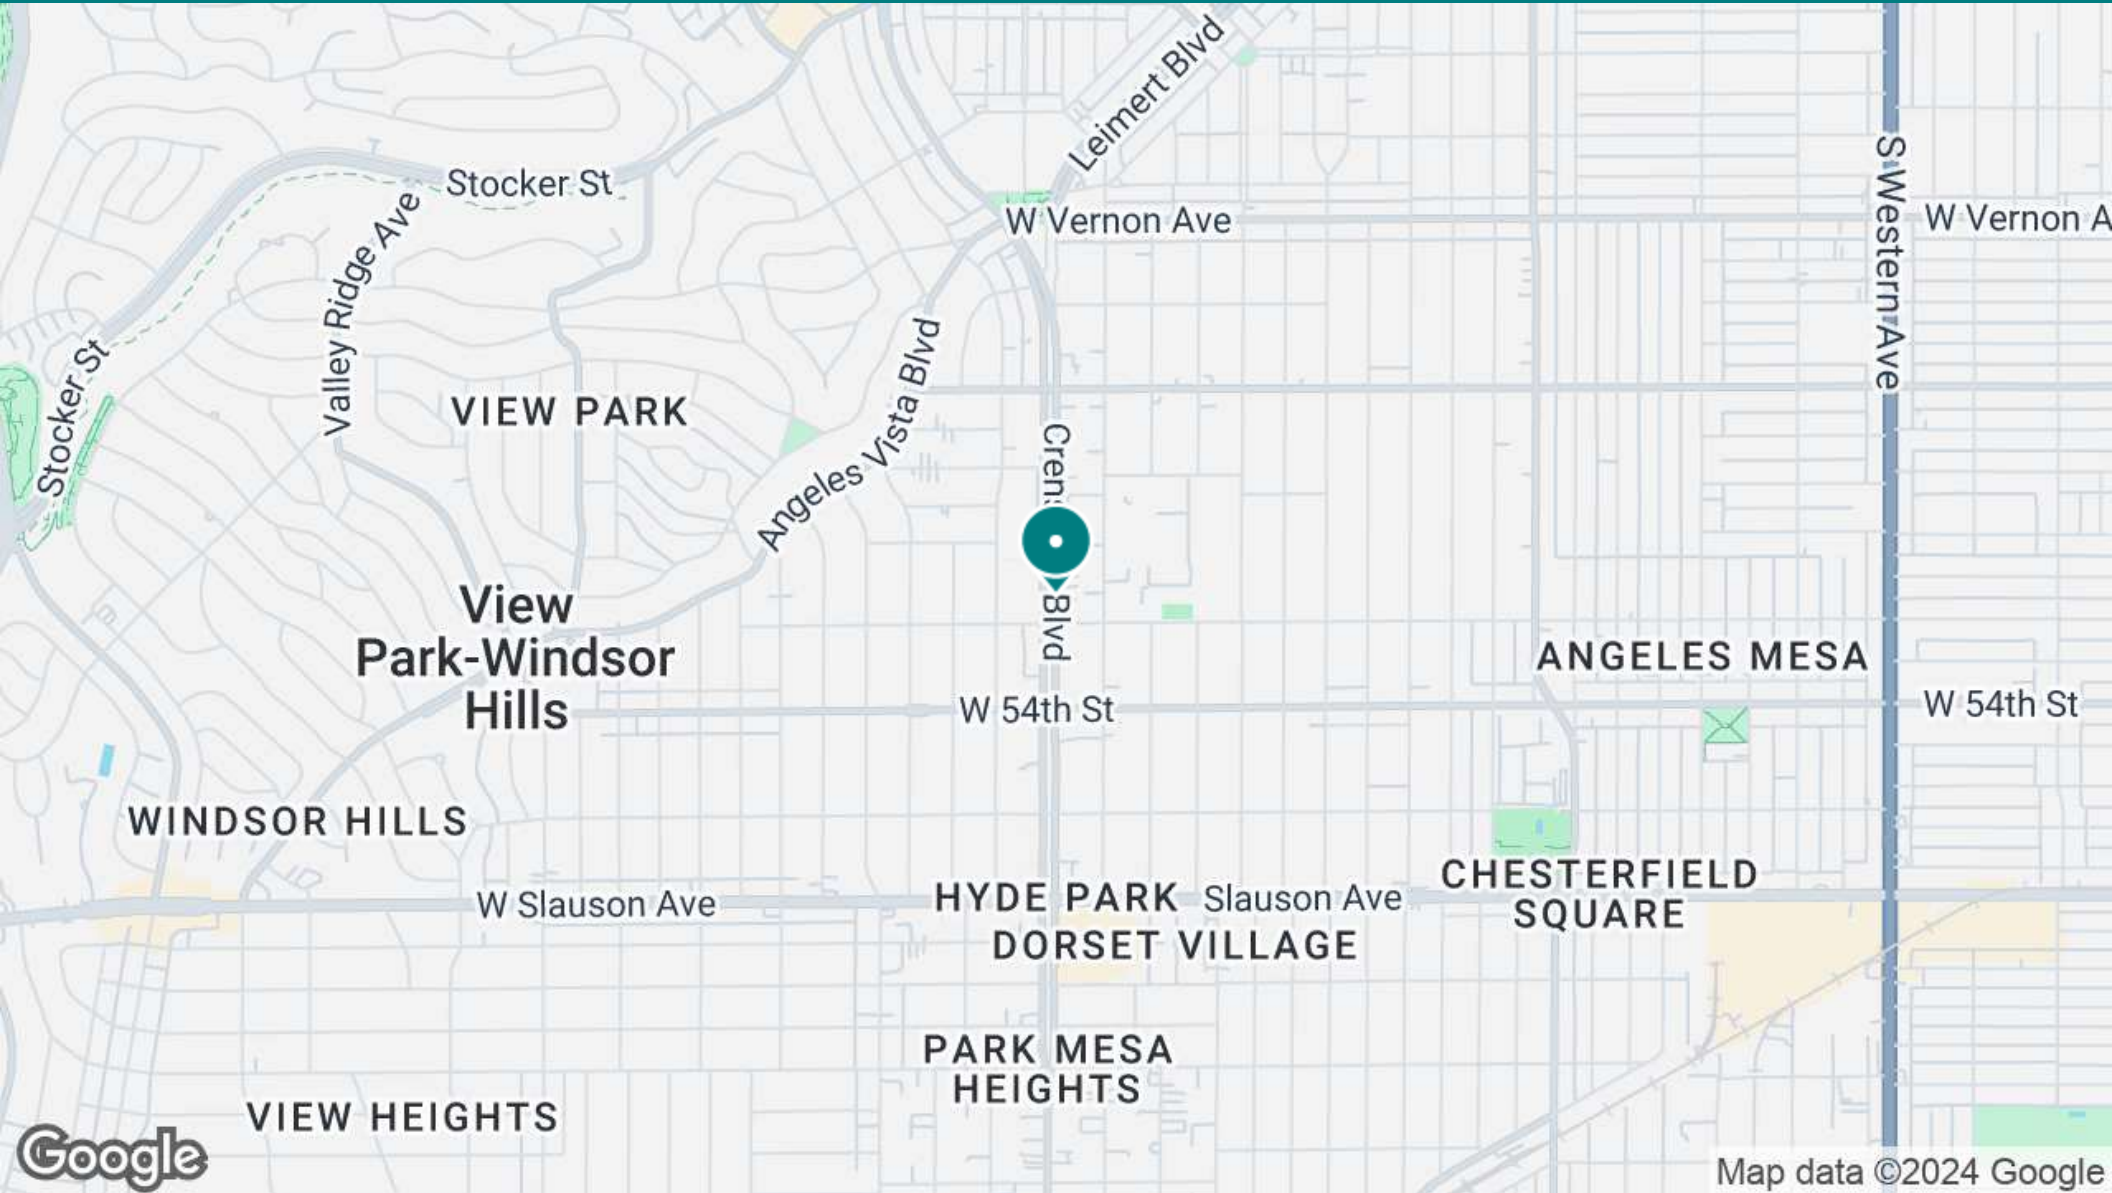 Leimert Blvd
Stocker St
W Vernon Ave
W Vernon A
S Western Ave
Valley Ridge Ave
Stocker St
Angeles Vista Blvd
VIEW PARK
Crens
Blvd
View
Park-Windsor
Hills
ANGELES MESA
W 54th St
W 54th St
WINDSOR HILLS
W Slauson Ave
HYDE PARK
Slauson Ave
CHESTERFIELD
SQUARE
DORSET VILLAGE
PARK MESA
HEIGHTS
VIEW HEIGHTS
Google
Map data ©2024 Google